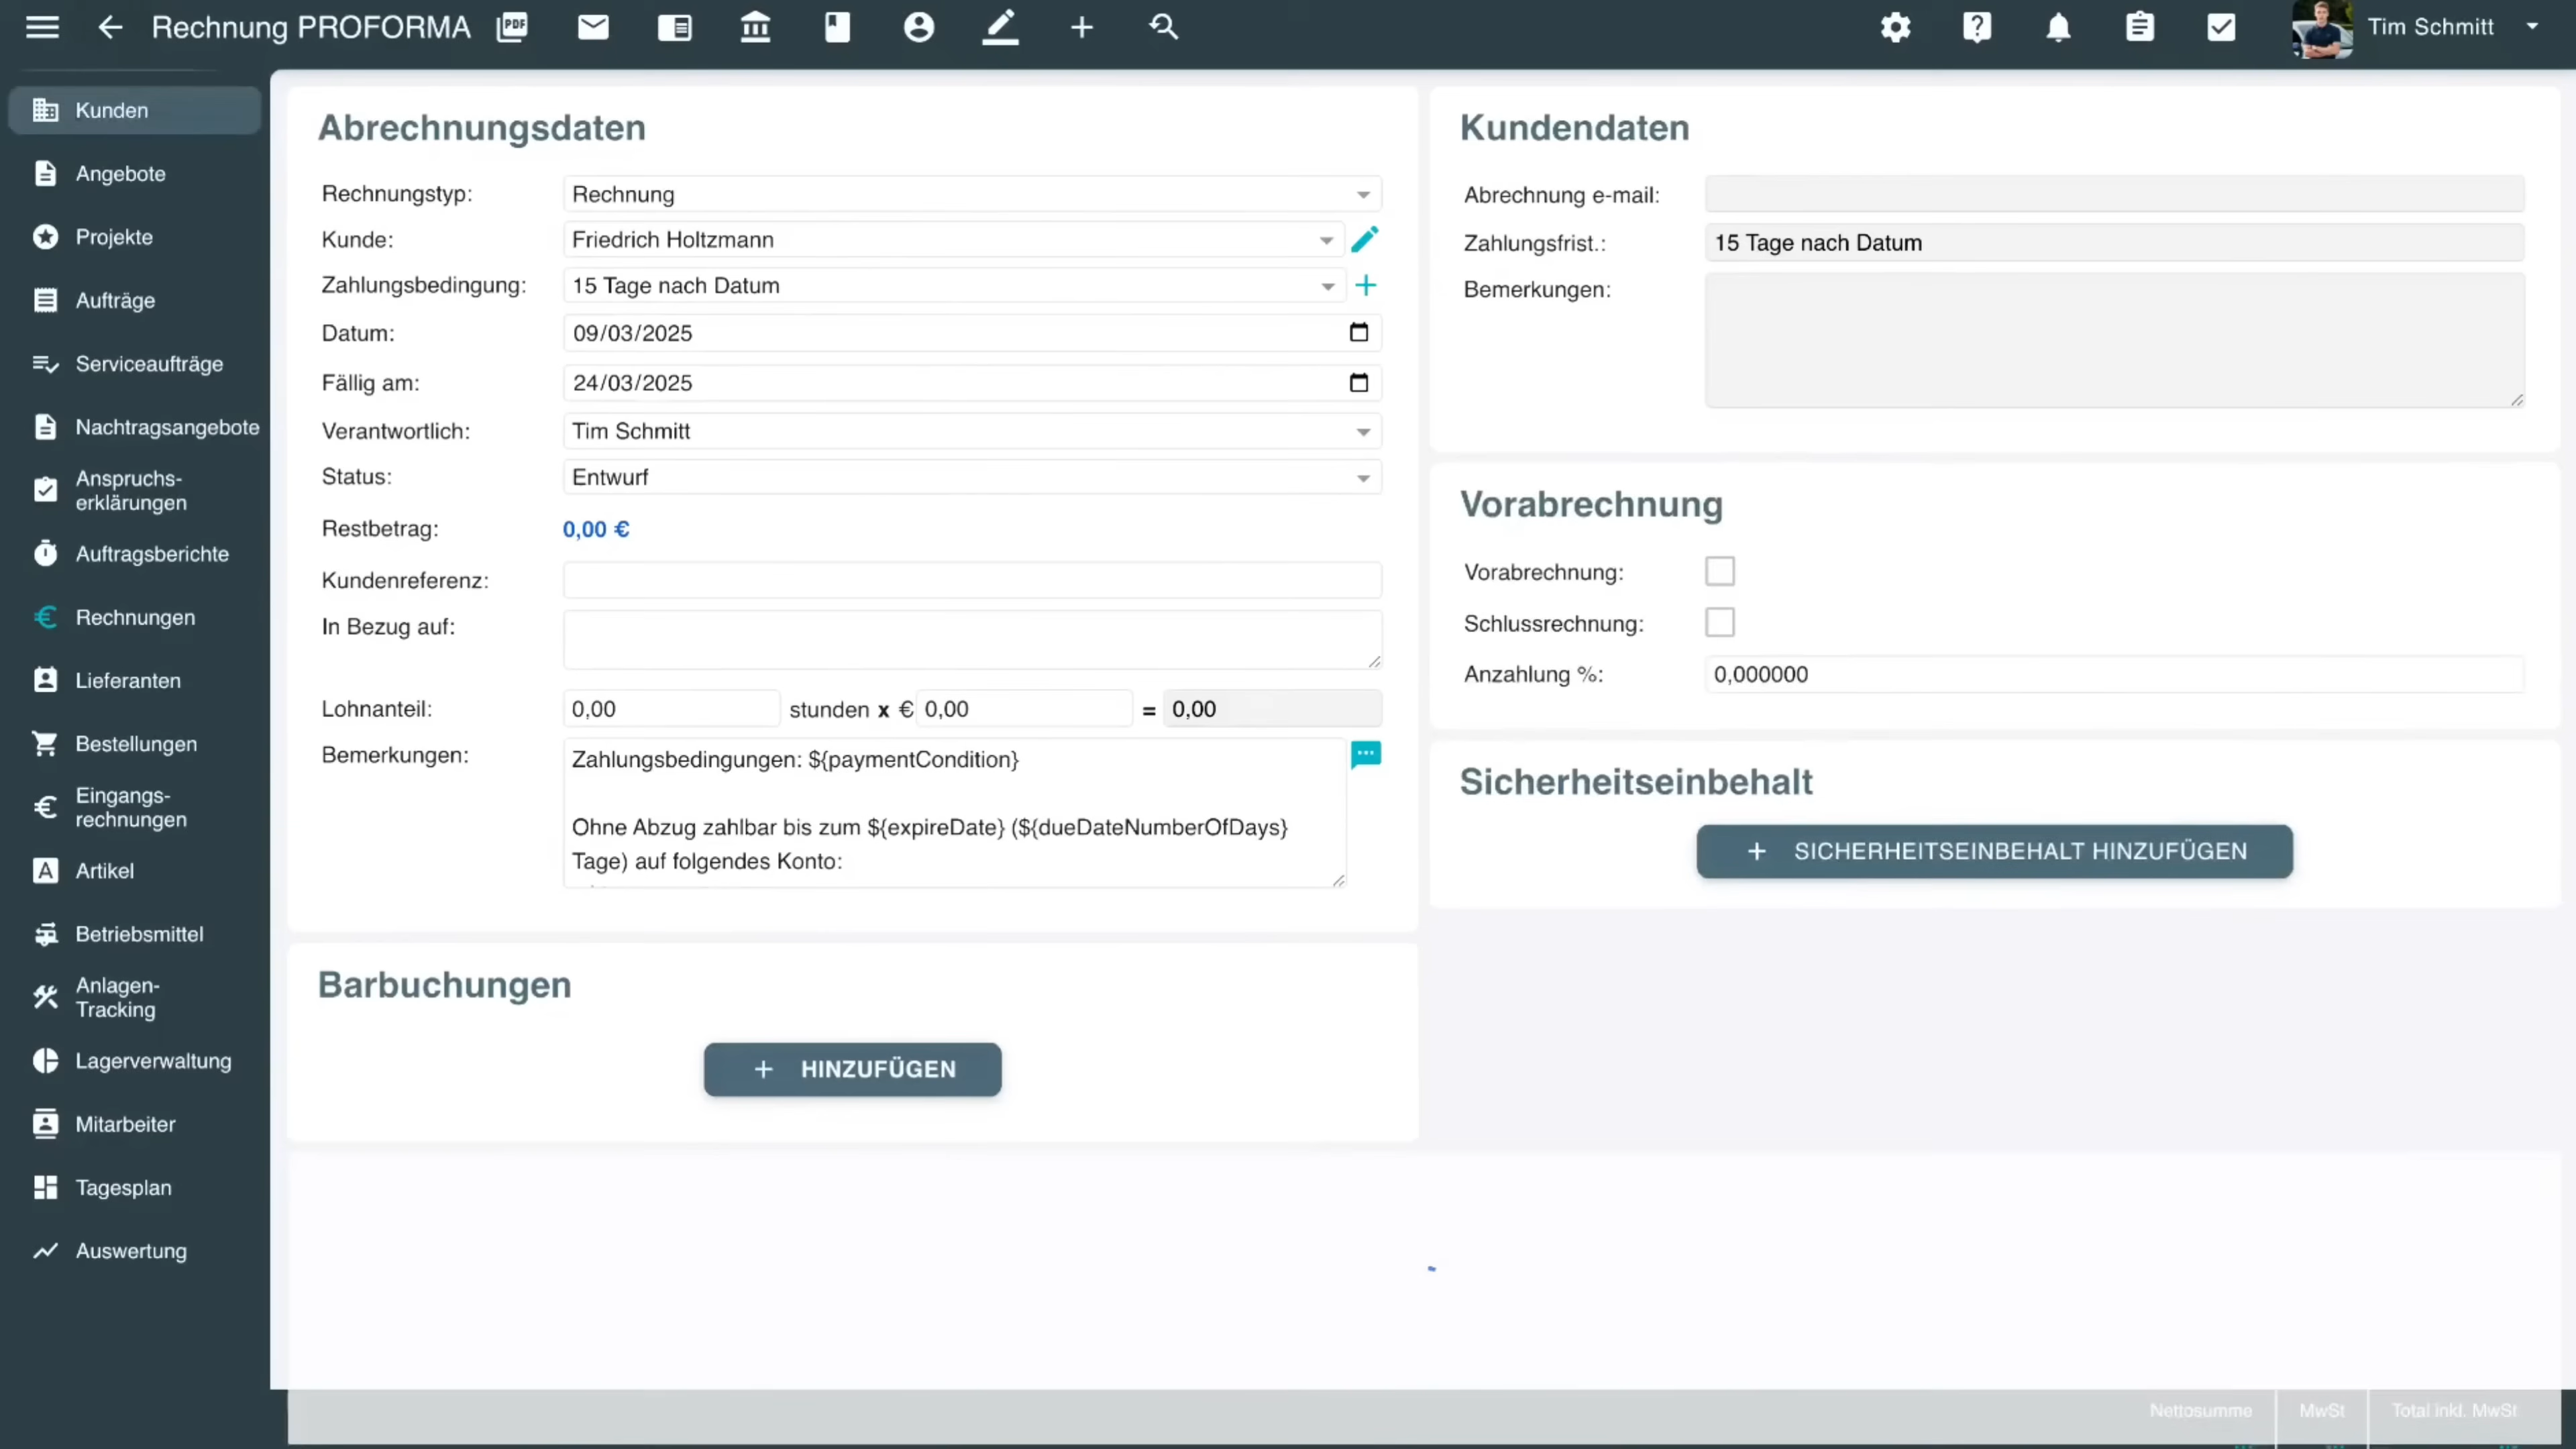 Rechnung PROFORMA
PDF
Tim Schmitt
Kunden
Angebote
Projekte
Aufträge
Serviceaufträge
Nachtragsangebote
Anspruchs-
erklärungen
Auftragsberichte
Rechnungen
Lieferanten
Bestellungen
Eingangs-
rechnungen
Artikel
Betriebsmittel
Anlagen-
Tracking
Lagerverwaltung
Mitarbeiter
Tagesplan
Auswertung
Abrechnungsdaten
Rechnungstyp: Rechnung
Kunde: Friedrich Holtzmann
Zahlungsbedingung: 15 Tage nach Datum
Datum: 09/03/2025
Fällig am: 24/03/2025
Verantwortlich: Tim Schmitt
Status: Entwurf
Restbetrag: 0,00 €
Kundenreferenz:
In Bezug auf:
Lohnanteil: 0,00 stunden x € 0,00 = 0,00
Bemerkungen: Zahlungsbedingungen: ${paymentCondition}
Ohne Abzug zahlbar bis zum ${expireDate} (${dueDateNumberOfDays}
Tage) auf folgendes Konto:
Barbuchungen
+ HINZUFÜGEN
Kundendaten
Abrechnung e-mail:
Zahlungsfrist.: 15 Tage nach Datum
Bemerkungen:
Vorabrechnung
Vorabrechnung:
Schlussrechnung:
Anzahlung %: 0,000000
Sicherheitseinbehalt
+ SICHERHEITSEINBEHALT HINZUFÜGEN
Nettosumme MwSt Total inkl. MwSt